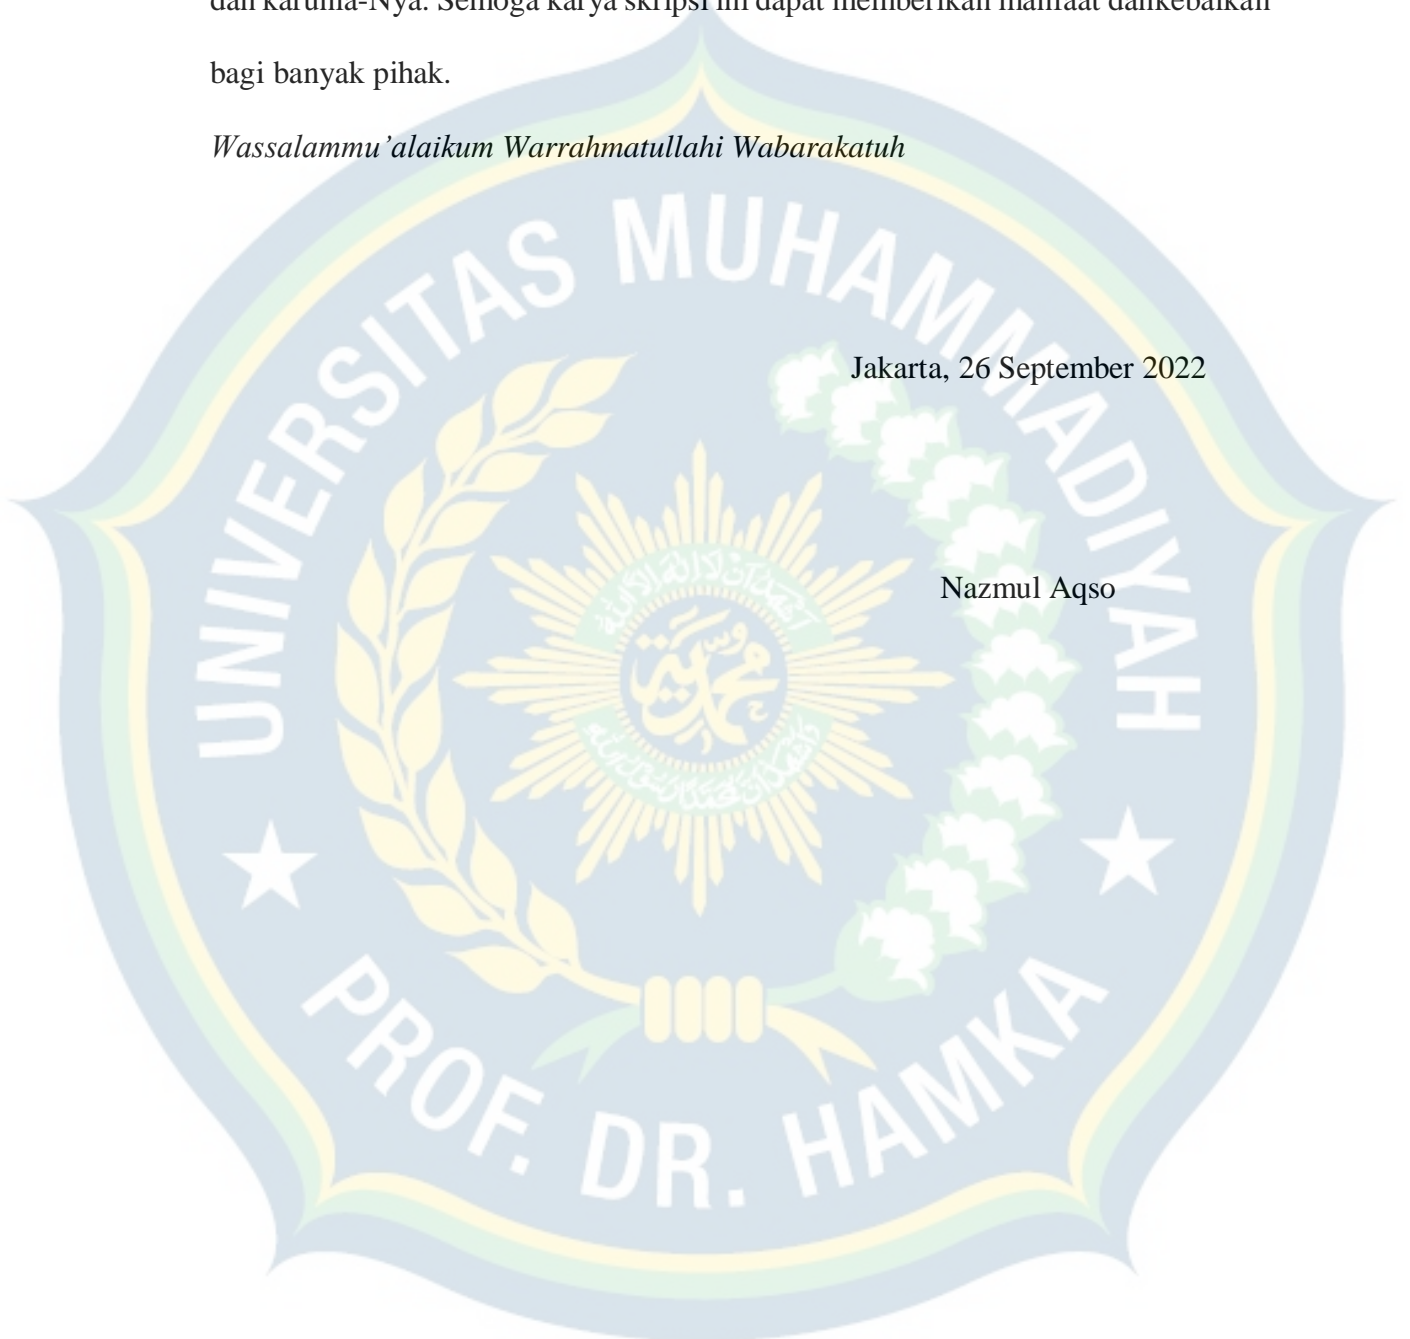 dan karunia-Nya. Semoga karya skripsi ini dapat memberikan manfaat dankebaikan
bagi banyak pihak.
Wassalammu’alaikum Warrahmatullahi Wabarakatuh
UNIVERSITAS MUHAMMADIYAH
Jakarta, 26 September 2022
Nazmul Aqso
محمدية
PROF. DR. HAMKA